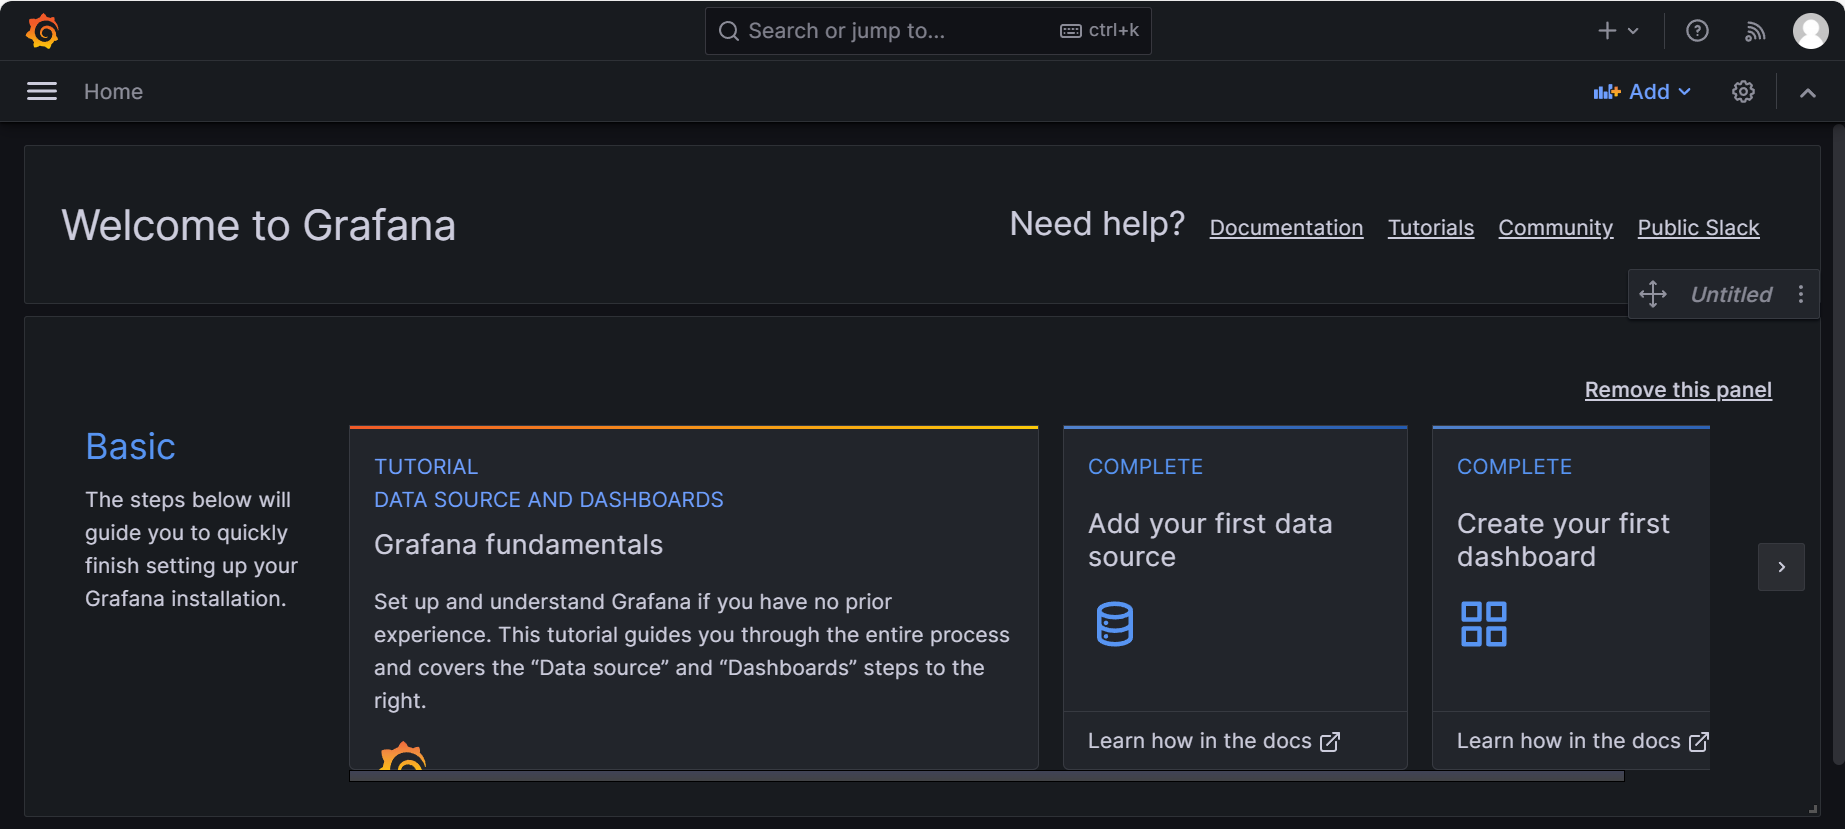 Search or jump to...
ctrl+k
Home
Add
Welcome to Grafana
Need help?
Documentation
Tutorials
Community
Public Slack
Untitled
Remove this panel
Basic
The steps below will
guide you to quickly
finish setting up your
Grafana installation.
TUTORIAL
DATA SOURCE AND DASHBOARDS
Grafana fundamentals
Set up and understand Grafana if you have no prior
experience. This tutorial guides you through the entire process
and covers the “Data source” and “Dashboards” steps to the
right.
COMPLETE
Add your first data
source
Learn how in the docs
COMPLETE
Create your first
dashboard
Learn how in the docs